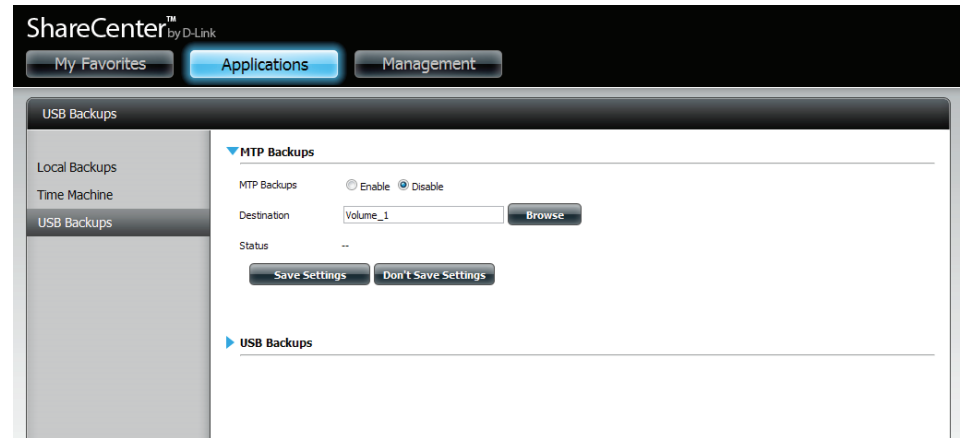 ShareCenter™ by D-Link
My Favorites Applications Management
USB Backups
Local Backups
Time Machine
USB Backups
MTP Backups
MTP Backups Enable Disable
Destination Volume_1 Browse
Status --
Save Settings Don't Save Settings
USB Backups